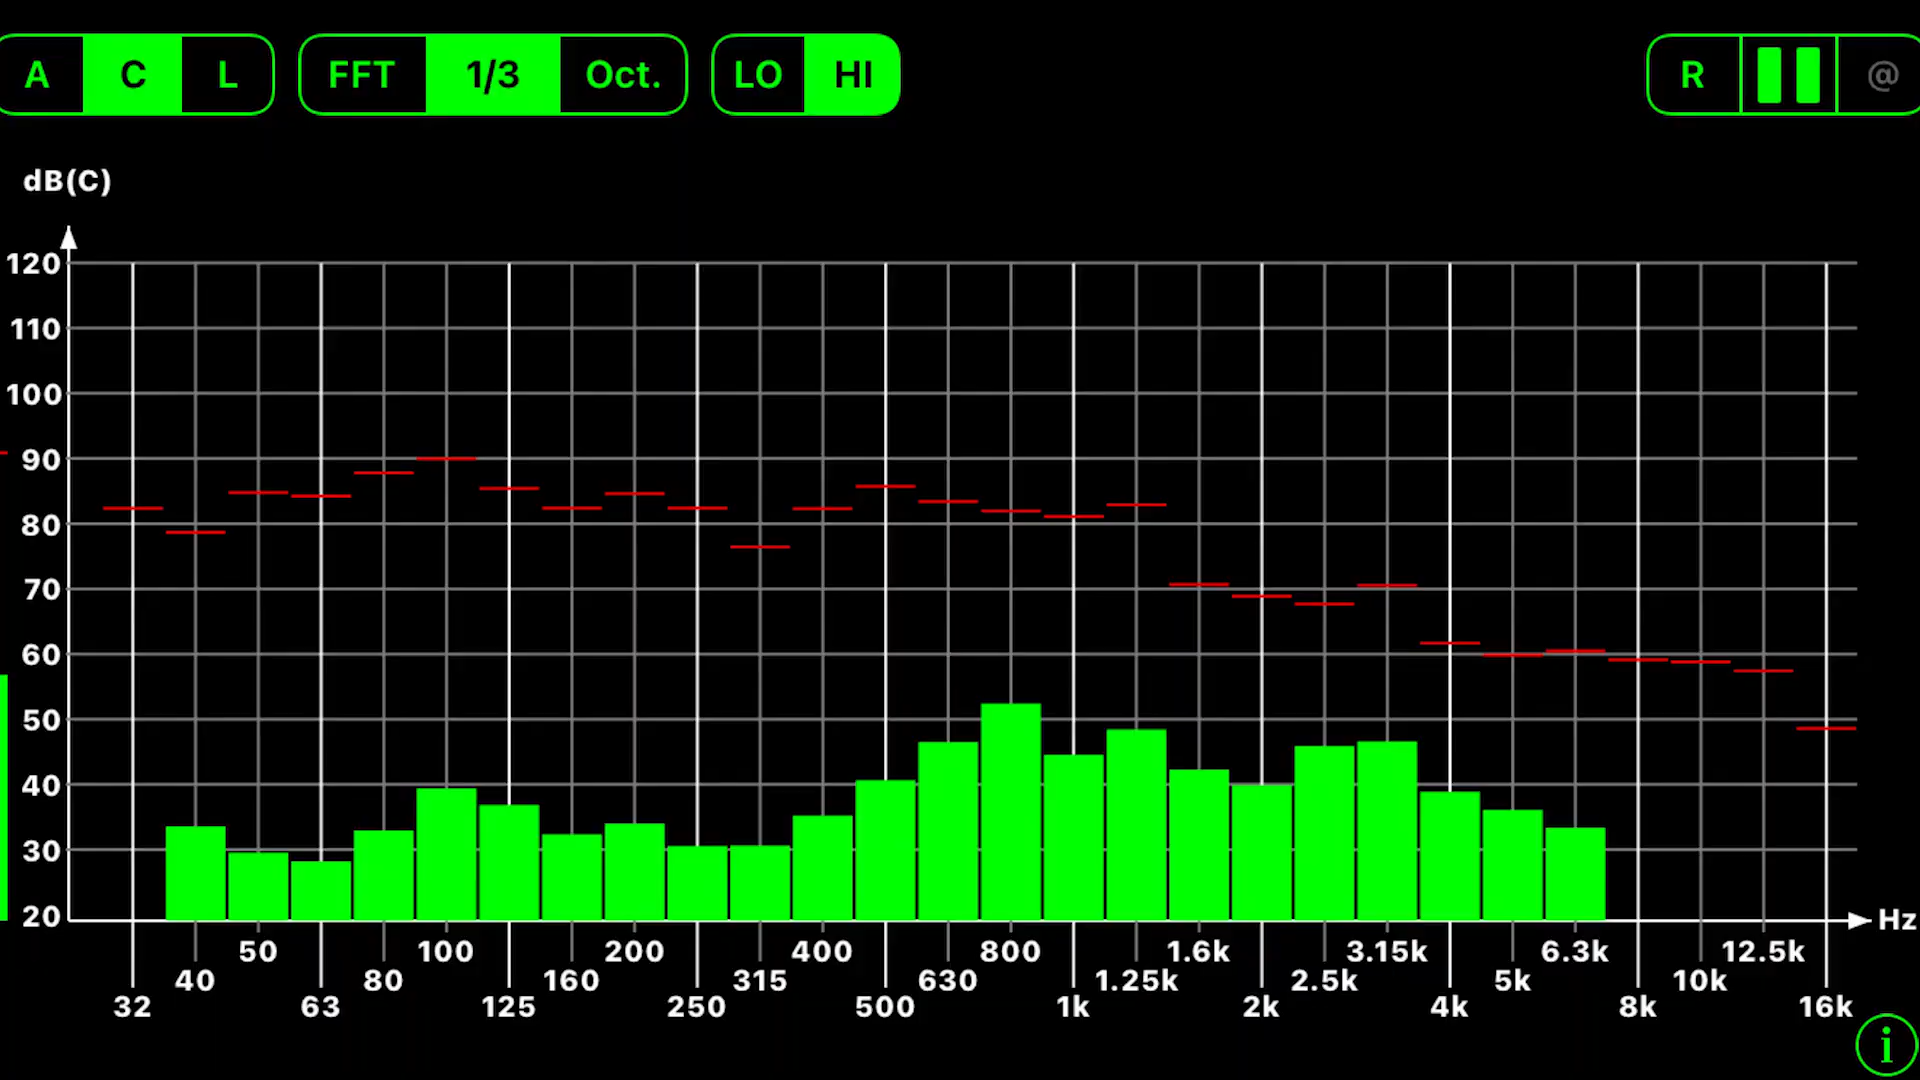 A C L FFT 1/3 Oct. LO HI R @
dB(C)
120
110
100
90
80
70
60
50
40
30
20
Hz
50 100 200 400 800 1.6k 3.15k 6.3k 12.5k
40 80 160 315 630 1.25k 2.5k 5k 10k
32 63 125 250 500 1k 2k 4k 8k 16k
i